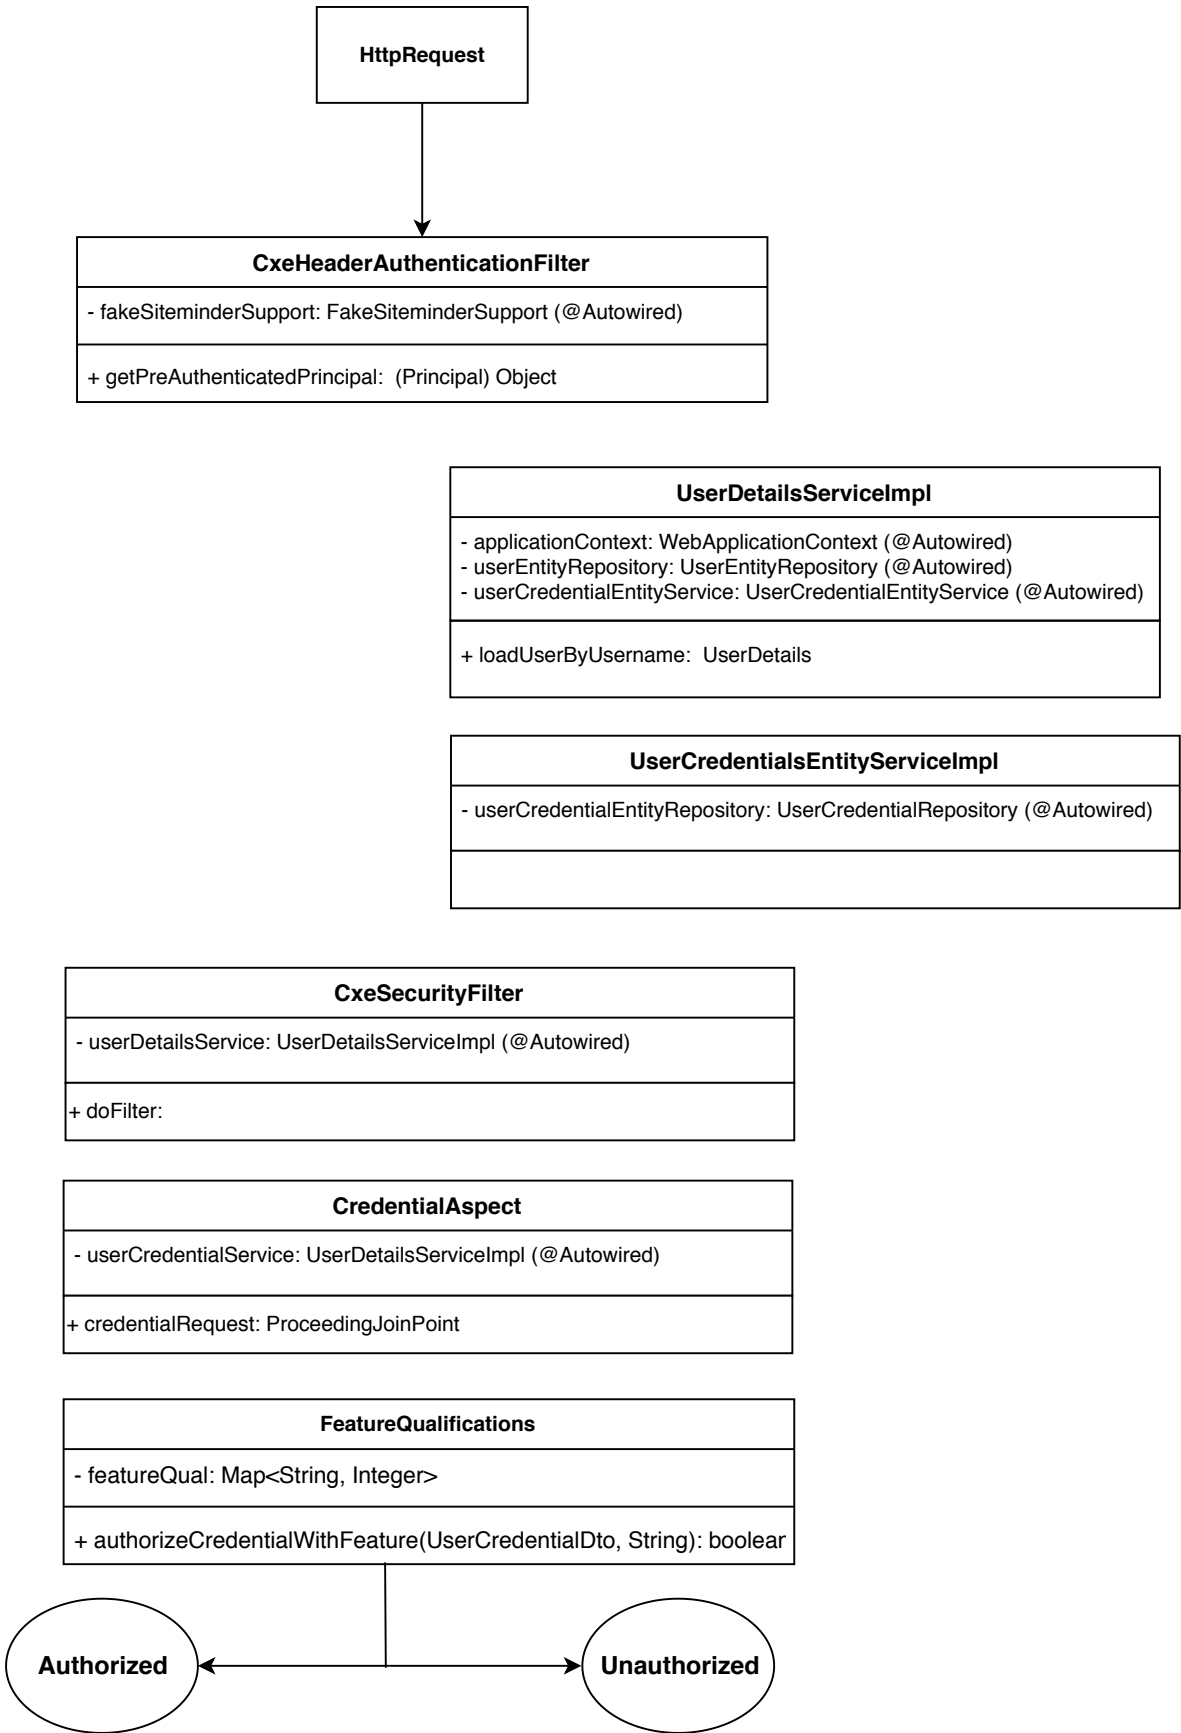 HttpRequest
CxeHeaderAuthenticationFilter
- fakeSiteminderSupport: FakeSiteminderSupport (@Autowired)
+ getPreAuthenticatedPrincipal:  (Principal) Object
UserDetailsServiceImpl
- applicationContext: WebApplicationContext (@Autowired)
- userEntityRepository: UserEntityRepository (@Autowired)
- userCredentialEntityService: UserCredentialEntityService (@Autowired)
+ loadUserByUsername:  UserDetails
UserCredentialsEntityServiceImpl
- userCredentialEntityRepository: UserCredentialRepository (@Autowired)
CxeSecurityFilter
- userDetailsService: UserDetailsServiceImpl (@Autowired)
+ doFilter:
CredentialAspect
- userCredentialService: UserDetailsServiceImpl (@Autowired)
+ credentialRequest: ProceedingJoinPoint
FeatureQualifications
- featureQual: Map<String, Integer>
+ authorizeCredentialWithFeature(UserCredentialDto, String): boolean
Authorized
Unauthorized